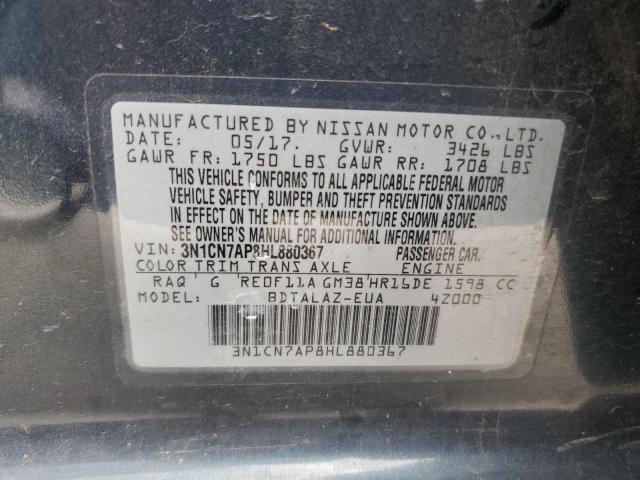 MANUFACTURED BY NISSAN MOTOR CO.,LTD.
DATE: 05/17. GVWR: 3426 LBS
GAWR FR: 1750 LBS GAWR RR: 1708 LBS
THIS VEHICLE CONFORMS TO ALL APPLICABLE FEDERAL MOTOR
VEHICLE SAFETY, BUMPER AND THEFT PREVENTION STANDARDS
IN EFFECT ON THE DATE OF MANUFACTURE SHOWN ABOVE.
SEE OWNER'S MANUAL FOR ADDITIONAL INFORMATION.
VIN: 3N1CN7AP8HL880367 PASSENGER CAR.
COLOR TRIM TRANS AXLE ENGINE
RAQ' G 'RE0F11A GM38'HR16DE 1598 CC
MODEL: BDTALAZ-EUA 42000
3N1CN7AP8HL880367